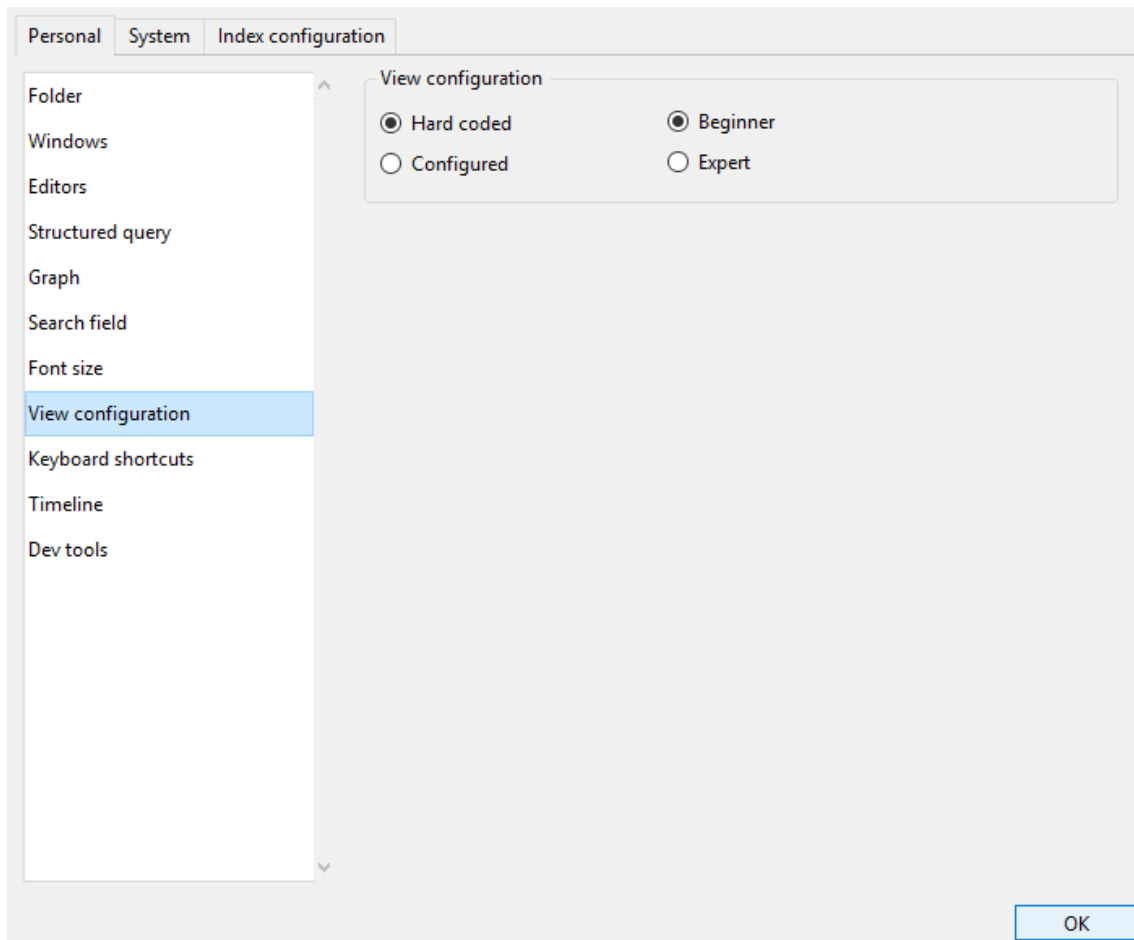 Personal System Index configuration
Folder
Windows
Editors
Structured query
Graph
Search field
Font size
View configuration
Keyboard shortcuts
Timeline
Dev tools
View configuration
Hard coded Beginner
Configured Expert
OK